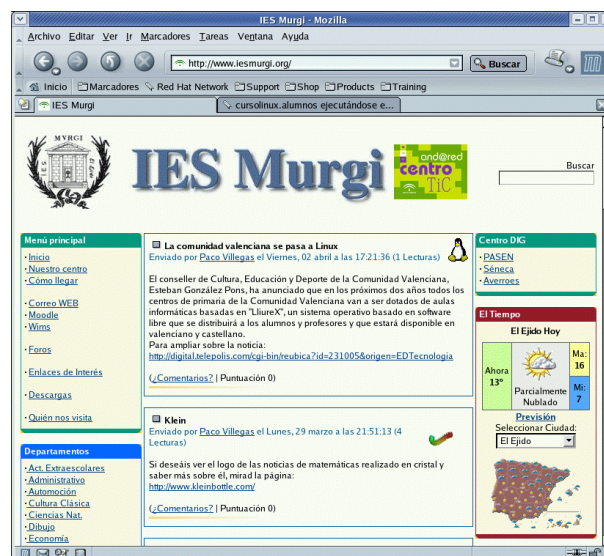 IES Murgi - Mozilla
Archivo Editar Ver Ir Marcadores Tareas Ventana Ayuda
http://www.iesmurgi.org/
Buscar
Inicio Marcadores Red Hat Network Support Shop Products Training
IES Murgi
cursolinux.alumnos ejecutándose e...
MVRGI
IES
IES Murgi
and@red
centro
TiC
Buscar
Menú principal
· Inicio
· Nuestro centro
· Cómo llegar
· Correo WEB
· Moodle
· Wims
· Foros
· Enlaces de Interés
· Descargas
· Quién nos visita
Departamentos
· Act. Extraescolares
· Administrativo
· Automoción
· Cultura Clásica
· Ciencias Nat.
· Dibujo
· Economía
La comunidad valenciana se pasa a Linux
Enviado por Paco Villegas el Viernes, 02 abril a las 17:21:36 (1 Lecturas)
El conseller de Cultura, Educación y Deporte de la Comunidad Valenciana,
Esteban González Pons, ha anunciado que en los próximos dos años todos los
centros de primaria de la Comunidad Valenciana van a ser dotados de aulas
informáticas basadas en "LliureX", un sistema operativo basado en software
libre que se distribuirá a los alumnos y profesores y que estará disponible en
valenciano y castellano.
Para ampliar sobre la noticia:
http://digital.telepolis.com/cgi-bin/reubica?id=231005&origen=EDTecnologia
(¿Comentarios? | Puntuación 0)
Klein
Enviado por Paco Villegas el Lunes, 29 marzo a las 21:51:13 (4
Lecturas)
Si deseáis ver el logo de las noticias de matemáticas realizado en cristal y
saber más sobre él, mirad la página:
http://www.kleinbottle.com/
(¿Comentarios? | Puntuación 0)
Centro DIG
· PASEN
· Séneca
· Averroes
El Tiempo
El Ejido Hoy
Ahora
13º
Parcialmente
Nublado
Ma:
16
Mi:
7
Previsión
Seleccionar Ciudad:
El Ejido